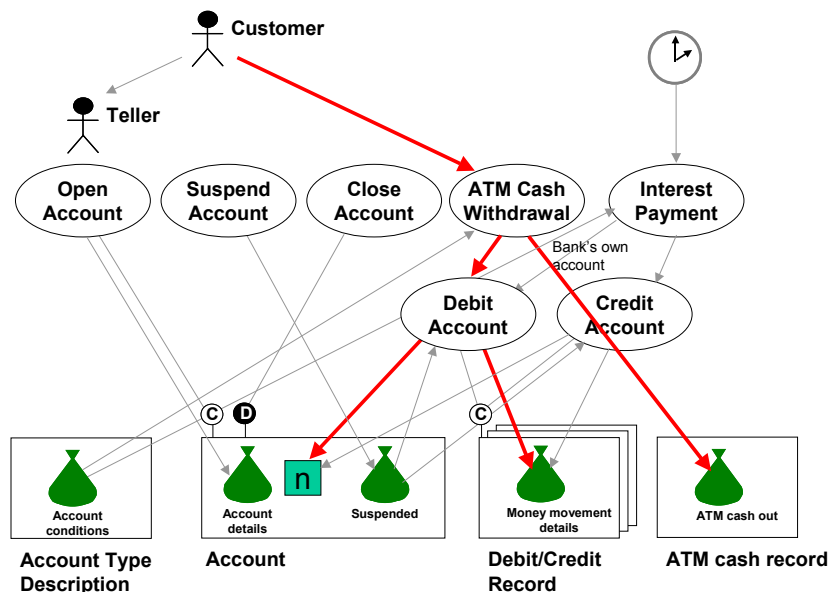 Customer
Teller
Open
Account
Suspend
Account
Close
Account
ATM Cash
Withdrawal
Interest
Payment
Bank's own
account
Debit
Account
Credit
Account
C
D
C
n
Account
conditions
Account
details
Suspended
Money movement
details
ATM cash out
Account Type
Description
Account
Debit/Credit
Record
ATM cash record